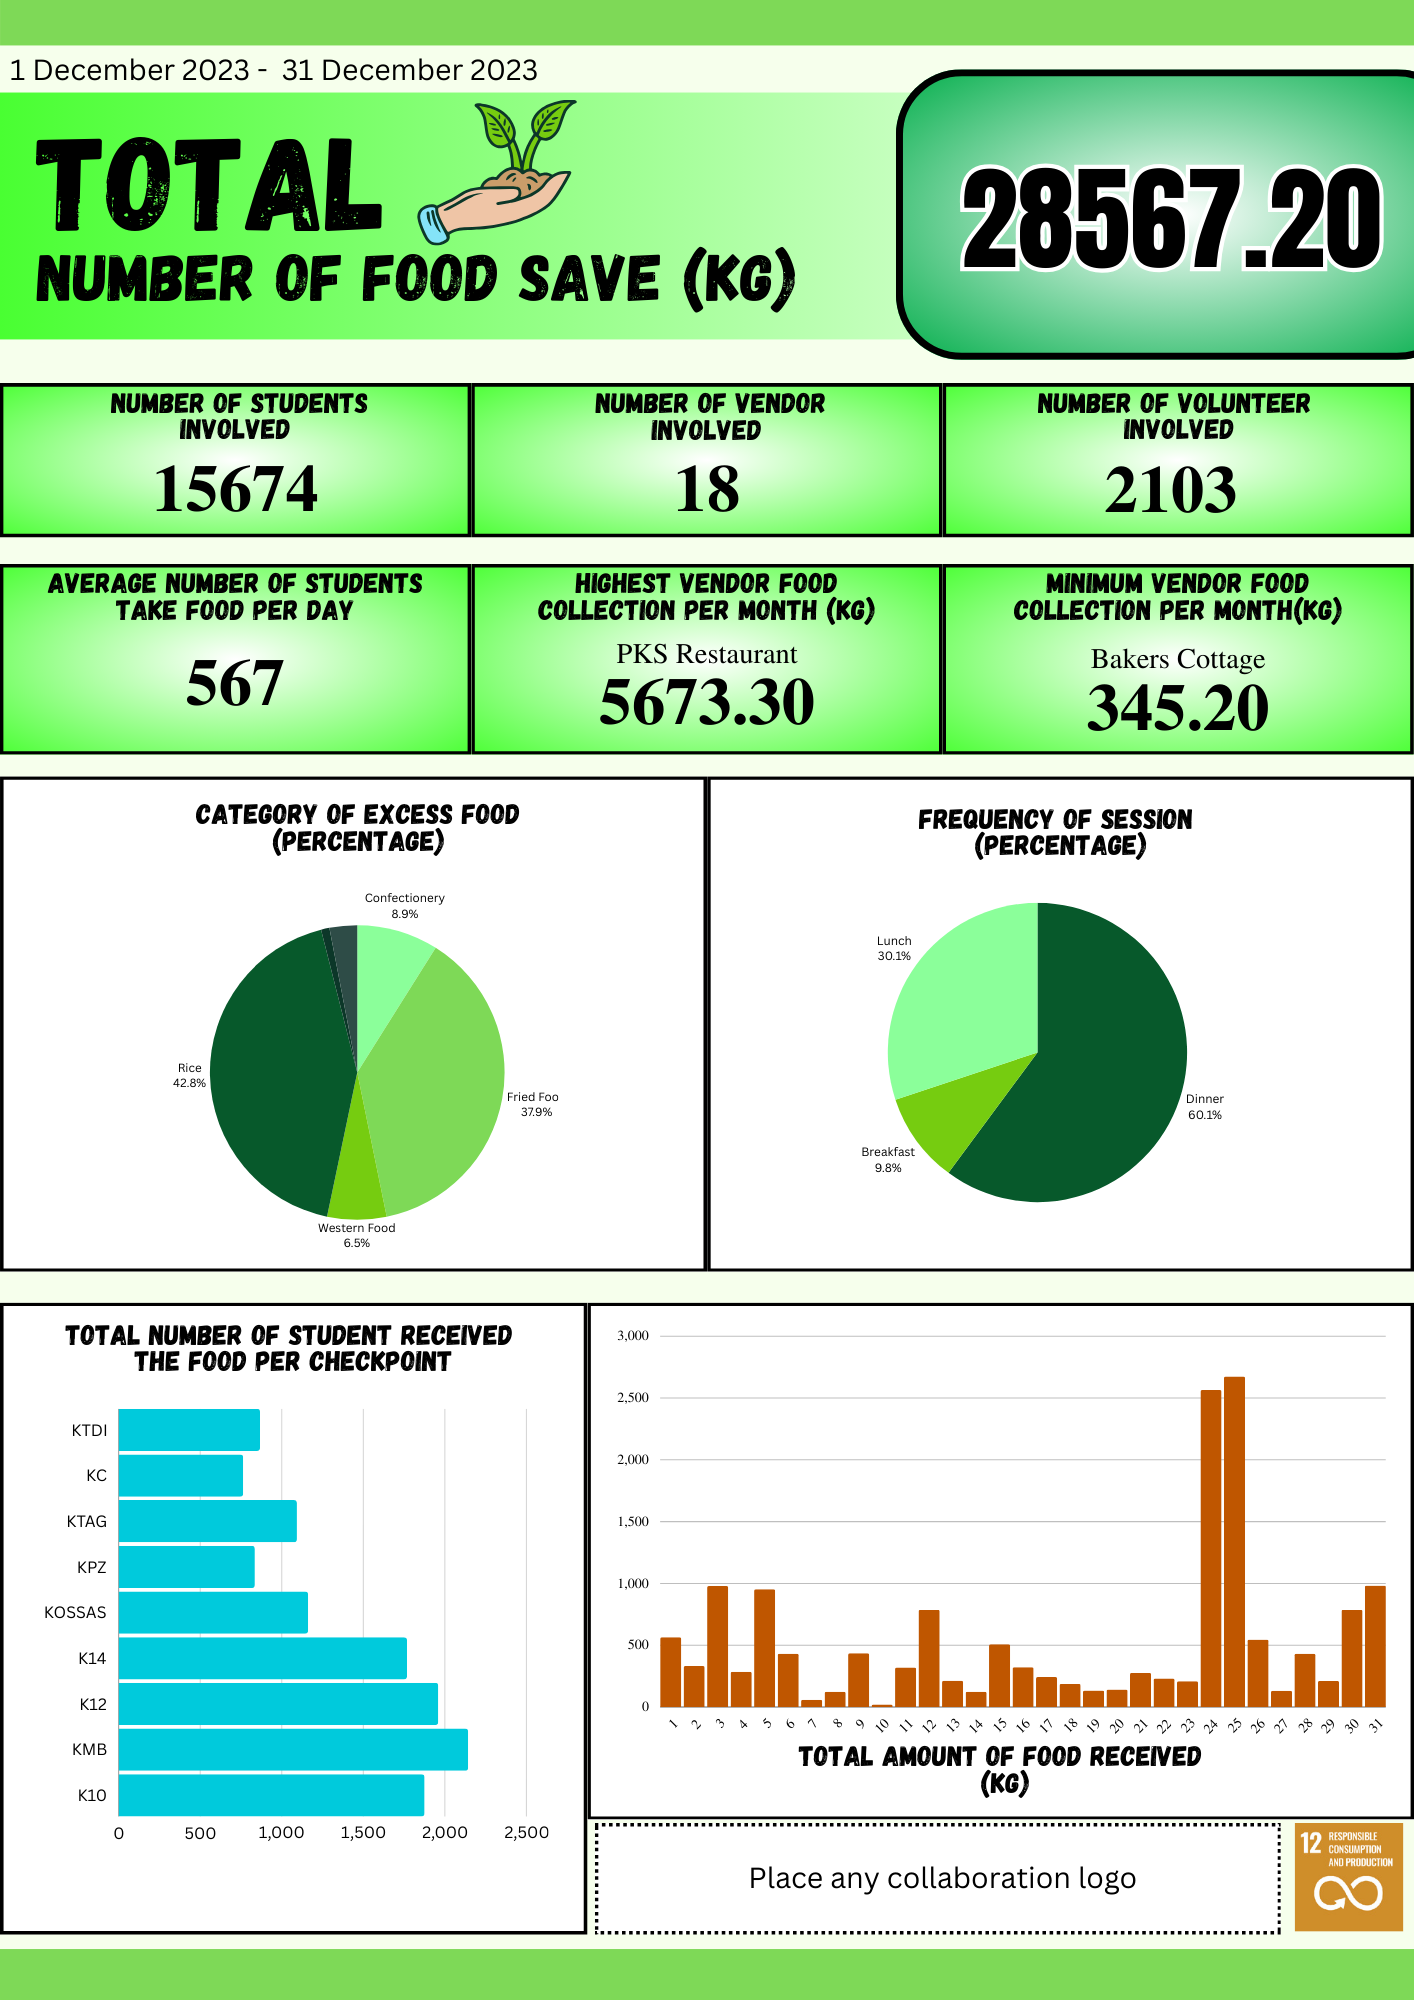 1 December 2023 - 31 December 2023
TOTAL
NUMBER OF FOOD SAVE (KG)
28567.20
NUMBER OF STUDENTS
INVOLVED
15674
NUMBER OF VENDOR
INVOLVED
18
NUMBER OF VOLUNTEER
INVOLVED
2103
AVERAGE NUMBER OF STUDENTS
TAKE FOOD PER DAY
567
HIGHEST VENDOR FOOD
COLLECTION PER MONTH (KG)
PKS Restaurant
5673.30
MINIMUM VENDOR FOOD
COLLECTION PER MONTH(KG)
Bakers Cottage
345.20
CATEGORY OF EXCESS FOOD
(PERCENTAGE)
Confectionery
8.9%
Rice
42.8%
Fried Foo
37.9%
Western Food
6.5%
FREQUENCY OF SESSION
(PERCENTAGE)
Lunch
30.1%
Dinner
60.1%
Breakfast
9.8%
TOTAL NUMBER OF STUDENT RECEIVED
THE FOOD PER CHECKPOINT
KTDI
KC
KTAG
KPZ
KOSSAS
K14
K12
KMB
K10
0 500 1,000 1,500 2,000 2,500
3,000
2,500
2,000
1,500
1,000
500
0
1 2 3 4 5 6 7 8 9 10 11 12 13 14 15 16 17 18 19 20 21 22 23 24 25 26 27 28 29 30 31
TOTAL AMOUNT OF FOOD RECEIVED
(KG)
Place any collaboration logo
12 RESPONSIBLE
CONSUMPTION
AND PRODUCTION